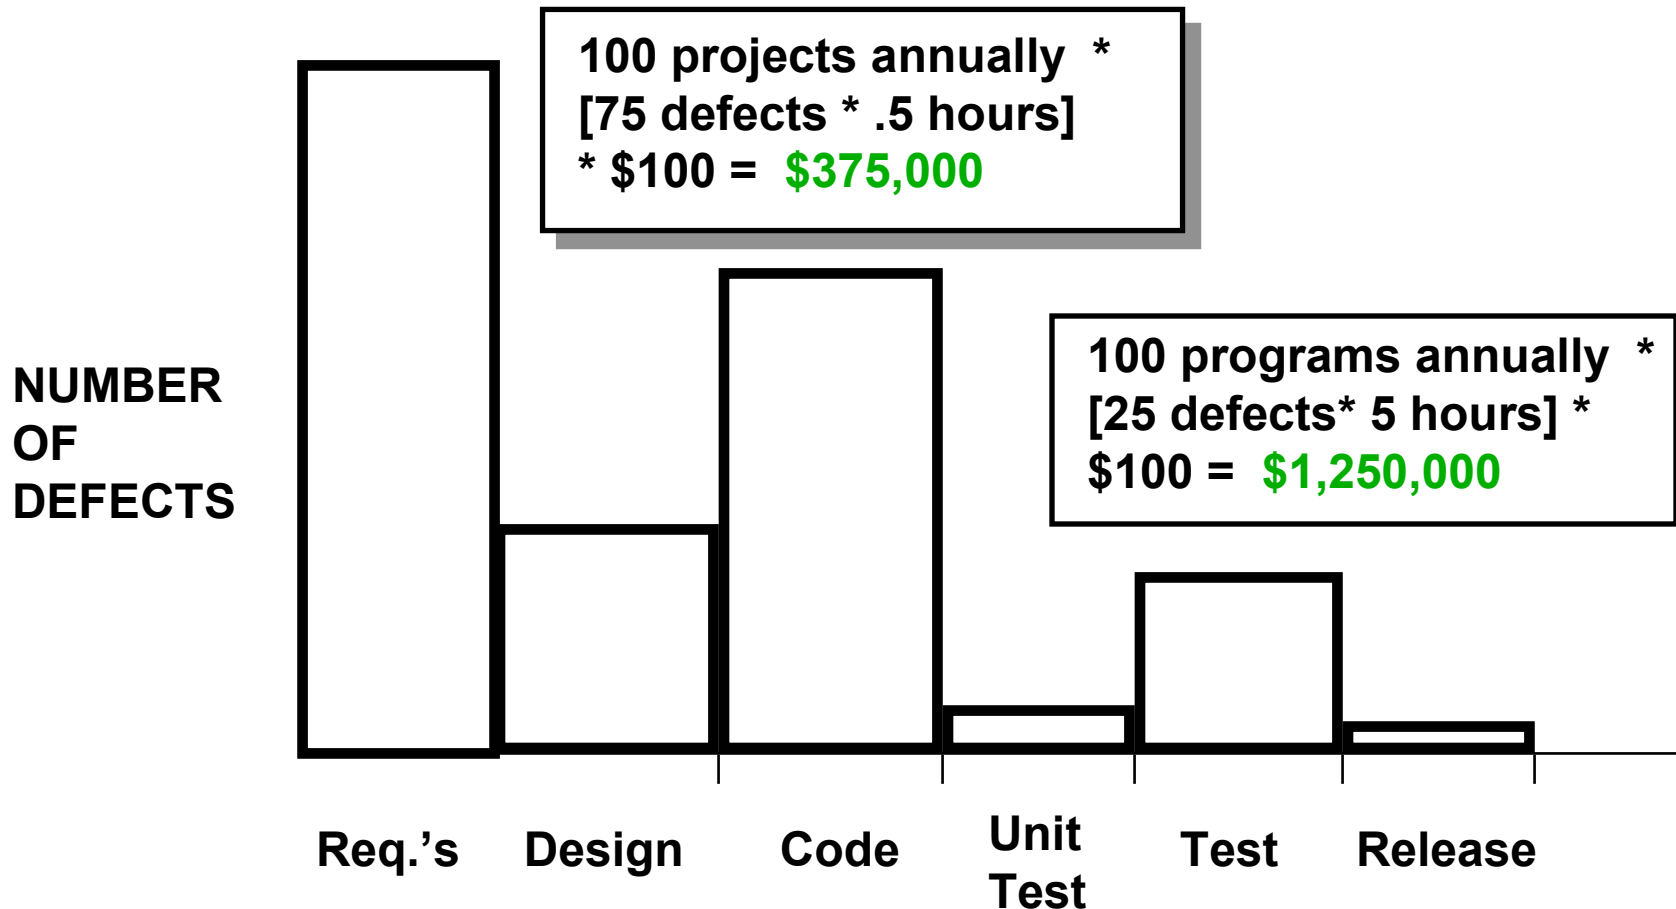 100 projects annually  *
[75 defects * .5 hours]
* $100 =  $375,000
100 programs annually  *
[25 defects* 5 hours] *
$100 =  $1,250,000
NUMBER
OF
DEFECTS
Req.’s
Design
Code
Unit
Test
Test
Release